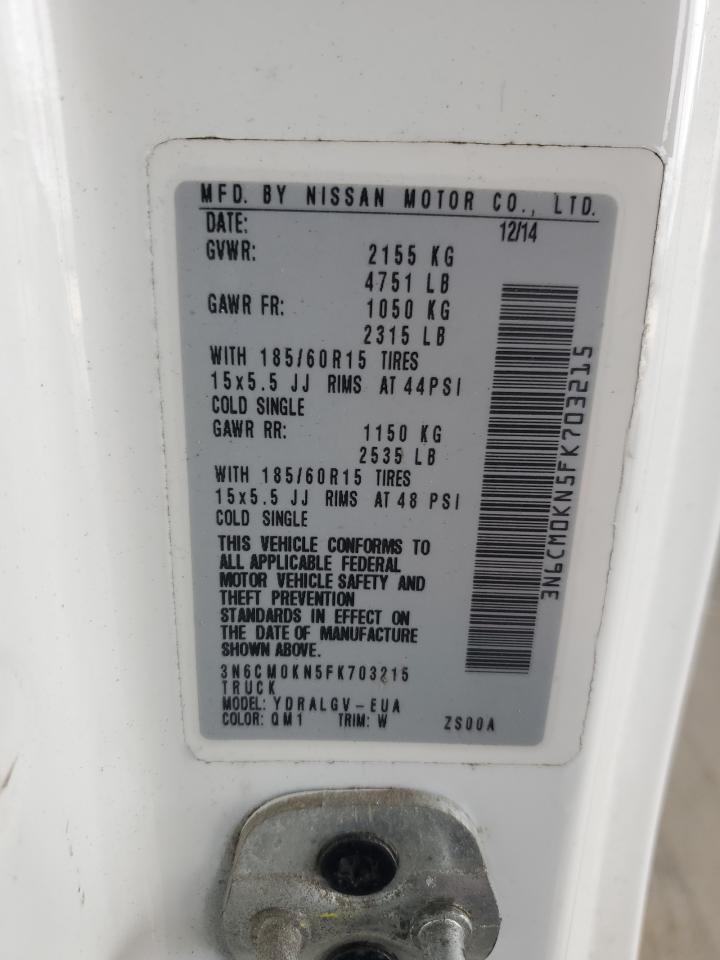 MFD. BY NISSAN MOTOR CO., LTD.
DATE: 12/14
GVWR: 2155 KG
4751 LB
GAWR FR: 1050 KG
2315 LB
WITH 185/60R15 TIRES
15x5.5 JJ RIMS AT 44PSI
COLD SINGLE
GAWR RR: 1150 KG
2535 LB
WITH 185/60R15 TIRES
15x5.5 JJ RIMS AT 48 PSI
COLD SINGLE
THIS VEHICLE CONFORMS TO
ALL APPLICABLE FEDERAL
MOTOR VEHICLE SAFETY AND
THEFT PREVENTION
STANDARDS IN EFFECT ON
THE DATE OF MANUFACTURE
SHOWN ABOVE.
3N6CM0KN5FK703215
TRUCK
MODEL: YDRALGV-EUA
COLOR: QM1 TRIM: W ZS00A
3N6CM0KN5FK703215